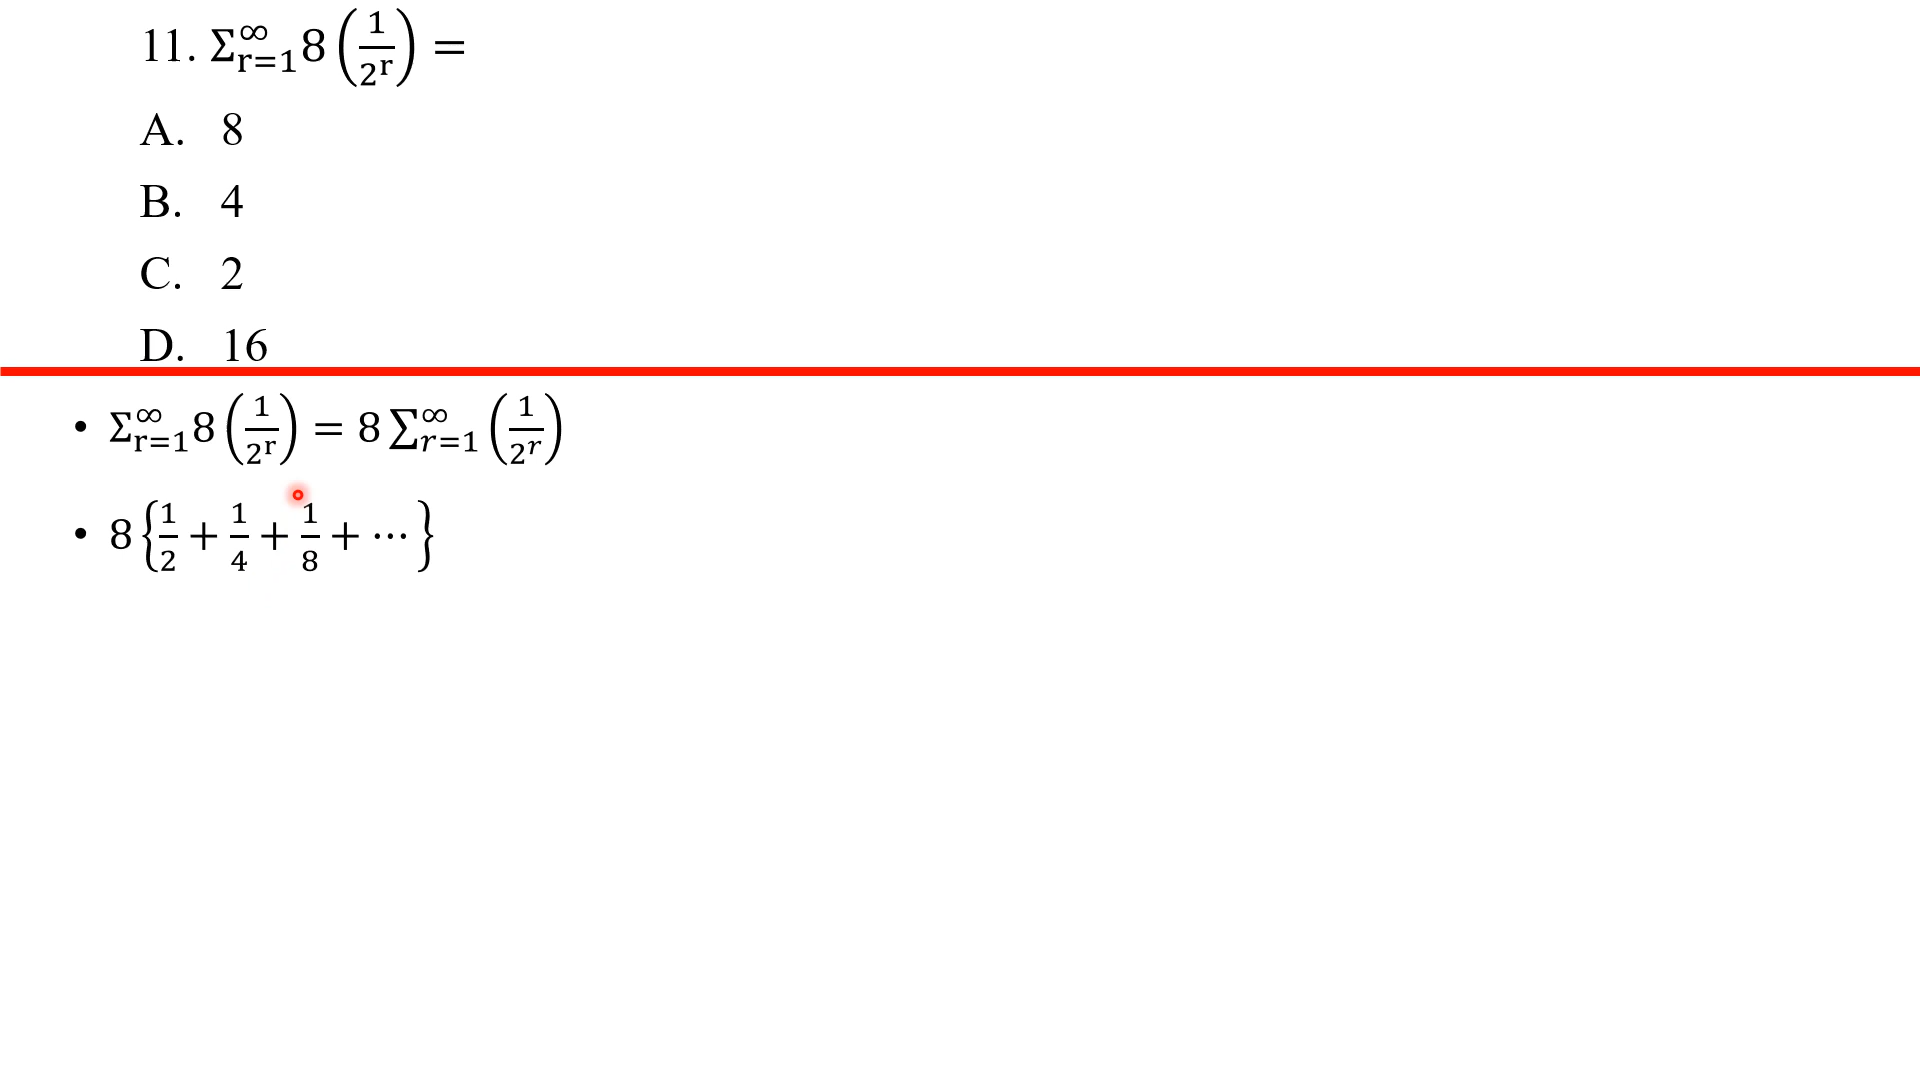 11. Σ_{r=1}^{∞} 8 (1/2^r) =
A. 8
B. 4
C. 2
D. 16
• Σ_{r=1}^{∞} 8 (1/2^r) = 8 ∑_{r=1}^{∞} (1/2^r)
• 8 {1/2 + 1/4 + 1/8 + ⋯}